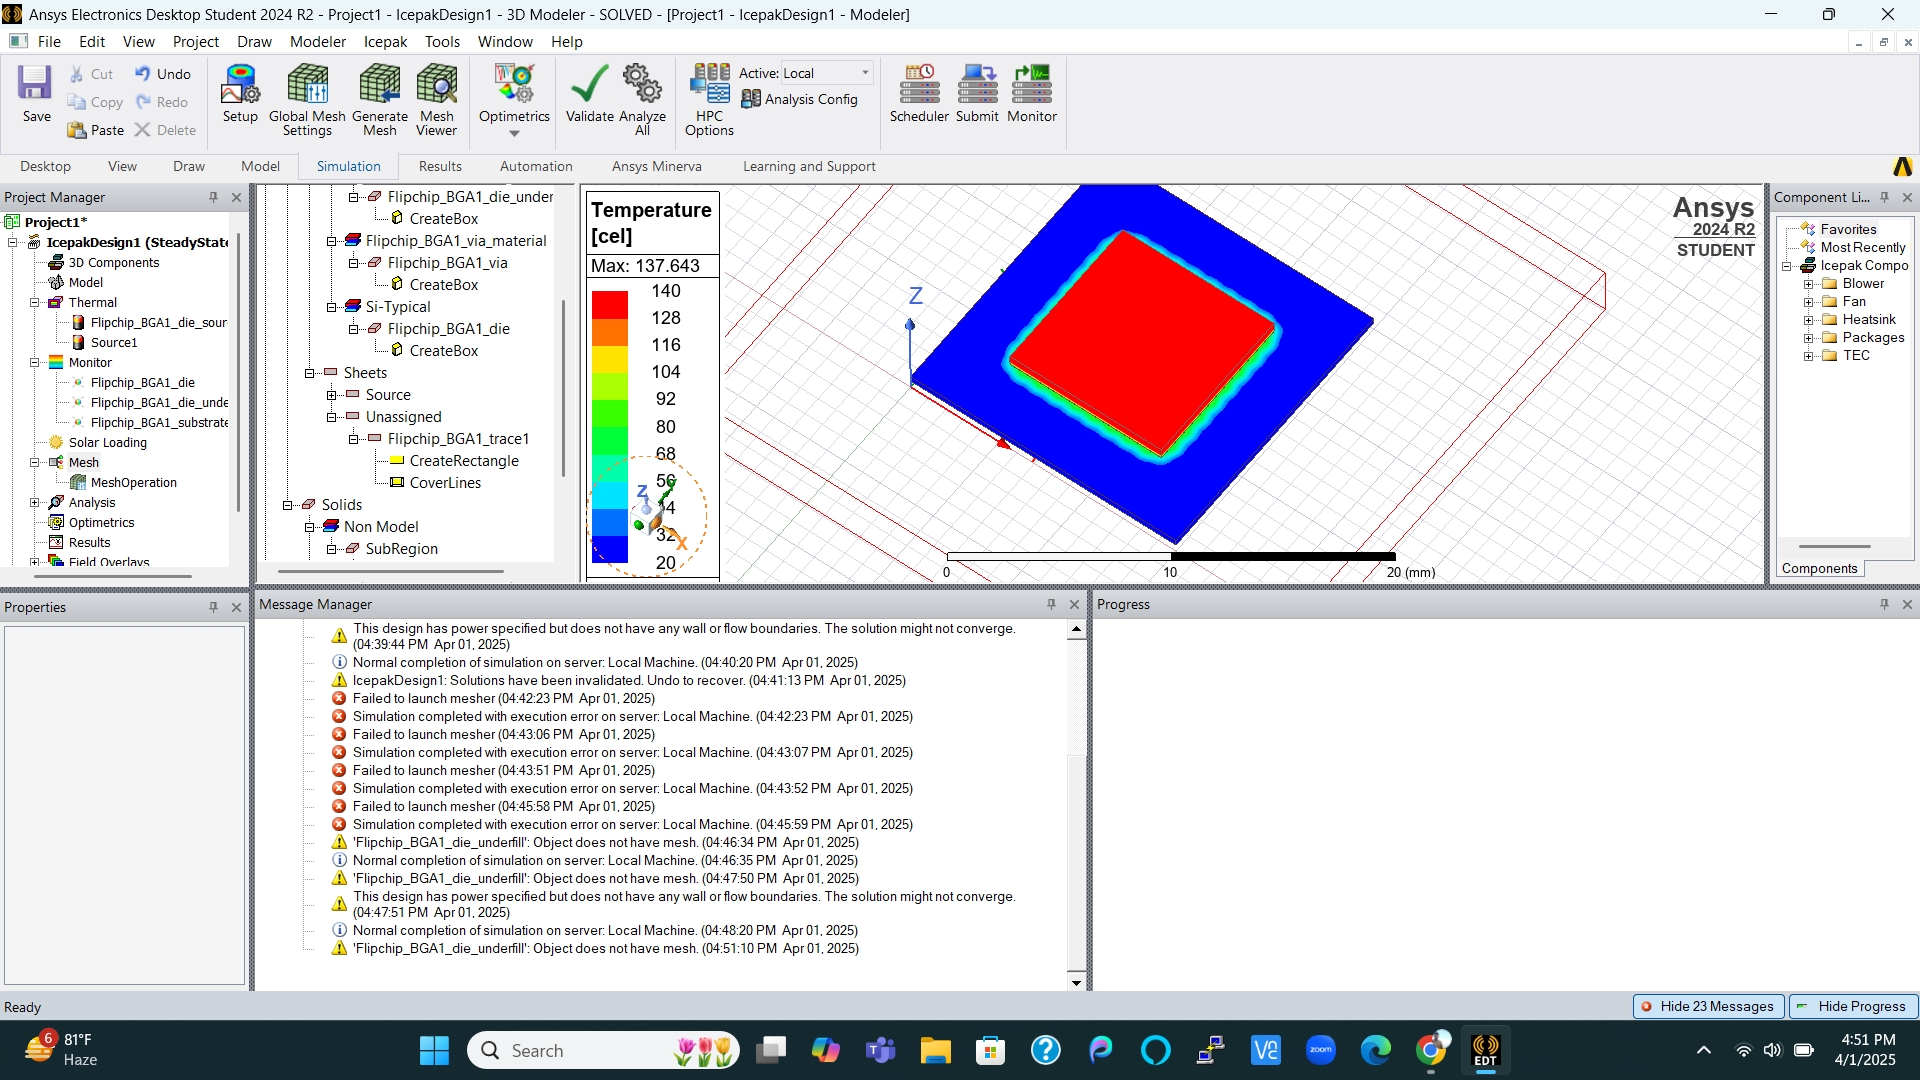 Ansys Electronics Desktop Student 2024 R2 - Project1 - IcepakDesign1 - 3D Modeler - SOLVED - [Project1 - IcepakDesign1 - Modeler]
File Edit View Project Draw Modeler Icepak Tools Window Help
Save
Cut
Copy
Paste
Undo
Redo
Delete
Setup
Global Mesh Settings
Generate Mesh
Mesh Viewer
Optimetrics
Validate
Analyze All
HPC Options
Active: Local
Analysis Config
Scheduler
Submit
Monitor
Desktop View Draw Model Simulation Results Automation Ansys Minerva Learning and Support
Project Manager
Project1*
IcepakDesign1 (SteadyState
3D Components
Model
Thermal
Flipchip_BGA1_die_sour
Source1
Monitor
Flipchip_BGA1_die
Flipchip_BGA1_die_unde
Flipchip_BGA1_substrate
Solar Loading
Mesh
MeshOperation
Analysis
Optimetrics
Results
Field Overlays
Flipchip_BGA1_die_under
CreateBox
Flipchip_BGA1_via_material
Flipchip_BGA1_via
CreateBox
Si-Typical
Flipchip_BGA1_die
CreateBox
Sheets
Source
Unassigned
Flipchip_BGA1_trace1
CreateRectangle
CoverLines
Solids
Non Model
SubRegion
Temperature
[cel]
Max: 137.643
140
128
116
104
92
80
68
56
4
32
20
Z
X
Z
0 10 20 (mm)
Ansys
2024 R2
STUDENT
Component Li...
Favorites
Most Recently
Icepak Compo
Blower
Fan
Heatsink
Packages
TEC
Components
Properties
Message Manager
This design has power specified but does not have any wall or flow boundaries. The solution might not converge.
(04:39:44 PM Apr 01, 2025)
Normal completion of simulation on server: Local Machine. (04:40:20 PM Apr 01, 2025)
IcepakDesign1: Solutions have been invalidated. Undo to recover. (04:41:13 PM Apr 01, 2025)
Failed to launch mesher (04:42:23 PM Apr 01, 2025)
Simulation completed with execution error on server: Local Machine. (04:42:23 PM Apr 01, 2025)
Failed to launch mesher (04:43:06 PM Apr 01, 2025)
Simulation completed with execution error on server: Local Machine. (04:43:07 PM Apr 01, 2025)
Failed to launch mesher (04:43:51 PM Apr 01, 2025)
Simulation completed with execution error on server: Local Machine. (04:43:52 PM Apr 01, 2025)
Failed to launch mesher (04:45:58 PM Apr 01, 2025)
Simulation completed with execution error on server: Local Machine. (04:45:59 PM Apr 01, 2025)
'Flipchip_BGA1_die_underfill': Object does not have mesh. (04:46:34 PM Apr 01, 2025)
Normal completion of simulation on server: Local Machine. (04:46:35 PM Apr 01, 2025)
'Flipchip_BGA1_die_underfill': Object does not have mesh. (04:47:50 PM Apr 01, 2025)
This design has power specified but does not have any wall or flow boundaries. The solution might not converge.
(04:47:51 PM Apr 01, 2025)
Normal completion of simulation on server: Local Machine. (04:48:20 PM Apr 01, 2025)
'Flipchip_BGA1_die_underfill': Object does not have mesh. (04:51:10 PM Apr 01, 2025)
Progress
Ready
Hide 23 Messages
Hide Progress
6
81°F
Haze
Search
zoom
EDT
4:51 PM
4/1/2025